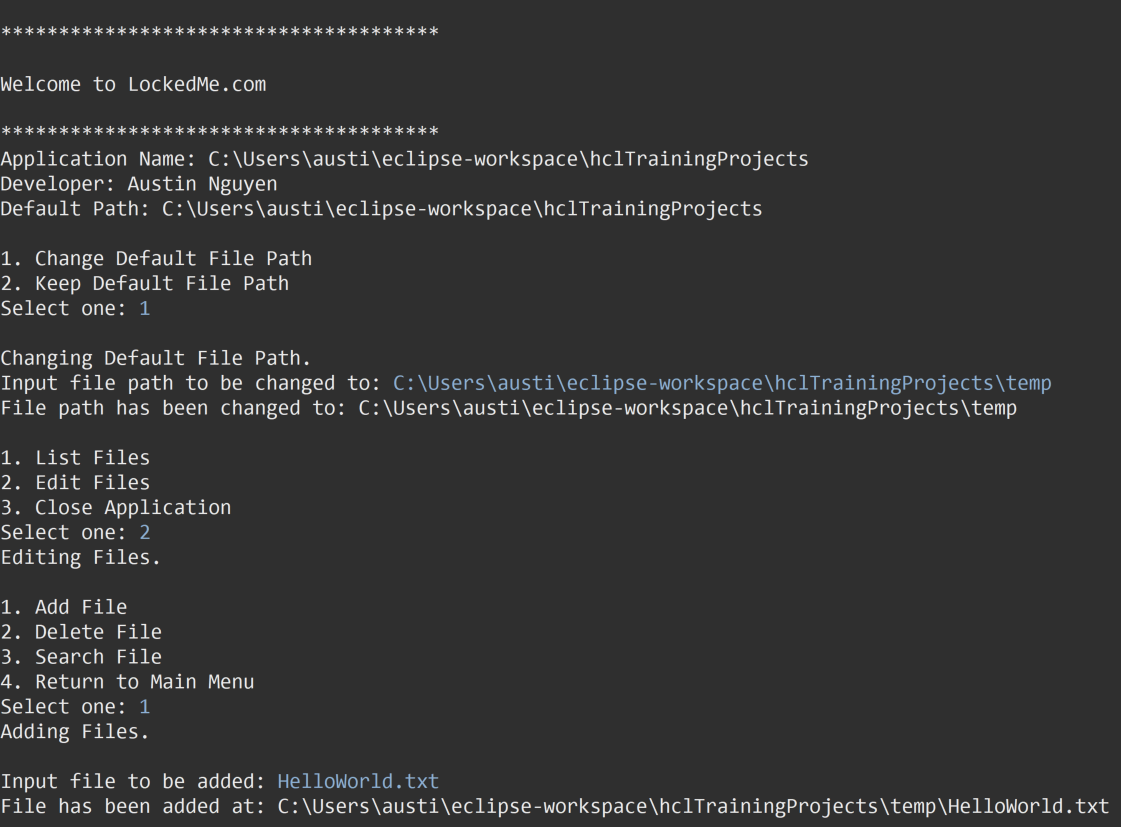 **************************************
Welcome to LockedMe.com
**************************************
Application Name: C:\Users\austi\eclipse-workspace\hclTrainingProjects
Developer: Austin Nguyen
Default Path: C:\Users\austi\eclipse-workspace\hclTrainingProjects
1. Change Default File Path
2. Keep Default File Path
Select one: 1
Changing Default File Path.
Input file path to be changed to: C:\Users\austi\eclipse-workspace\hclTrainingProjects\temp
File path has been changed to: C:\Users\austi\eclipse-workspace\hclTrainingProjects\temp
1. List Files
2. Edit Files
3. Close Application
Select one: 2
Editing Files.
1. Add File
2. Delete File
3. Search File
4. Return to Main Menu
Select one: 1
Adding Files.
Input file to be added: HelloWorld.txt
File has been added at: C:\Users\austi\eclipse-workspace\hclTrainingProjects\temp\HelloWorld.txt